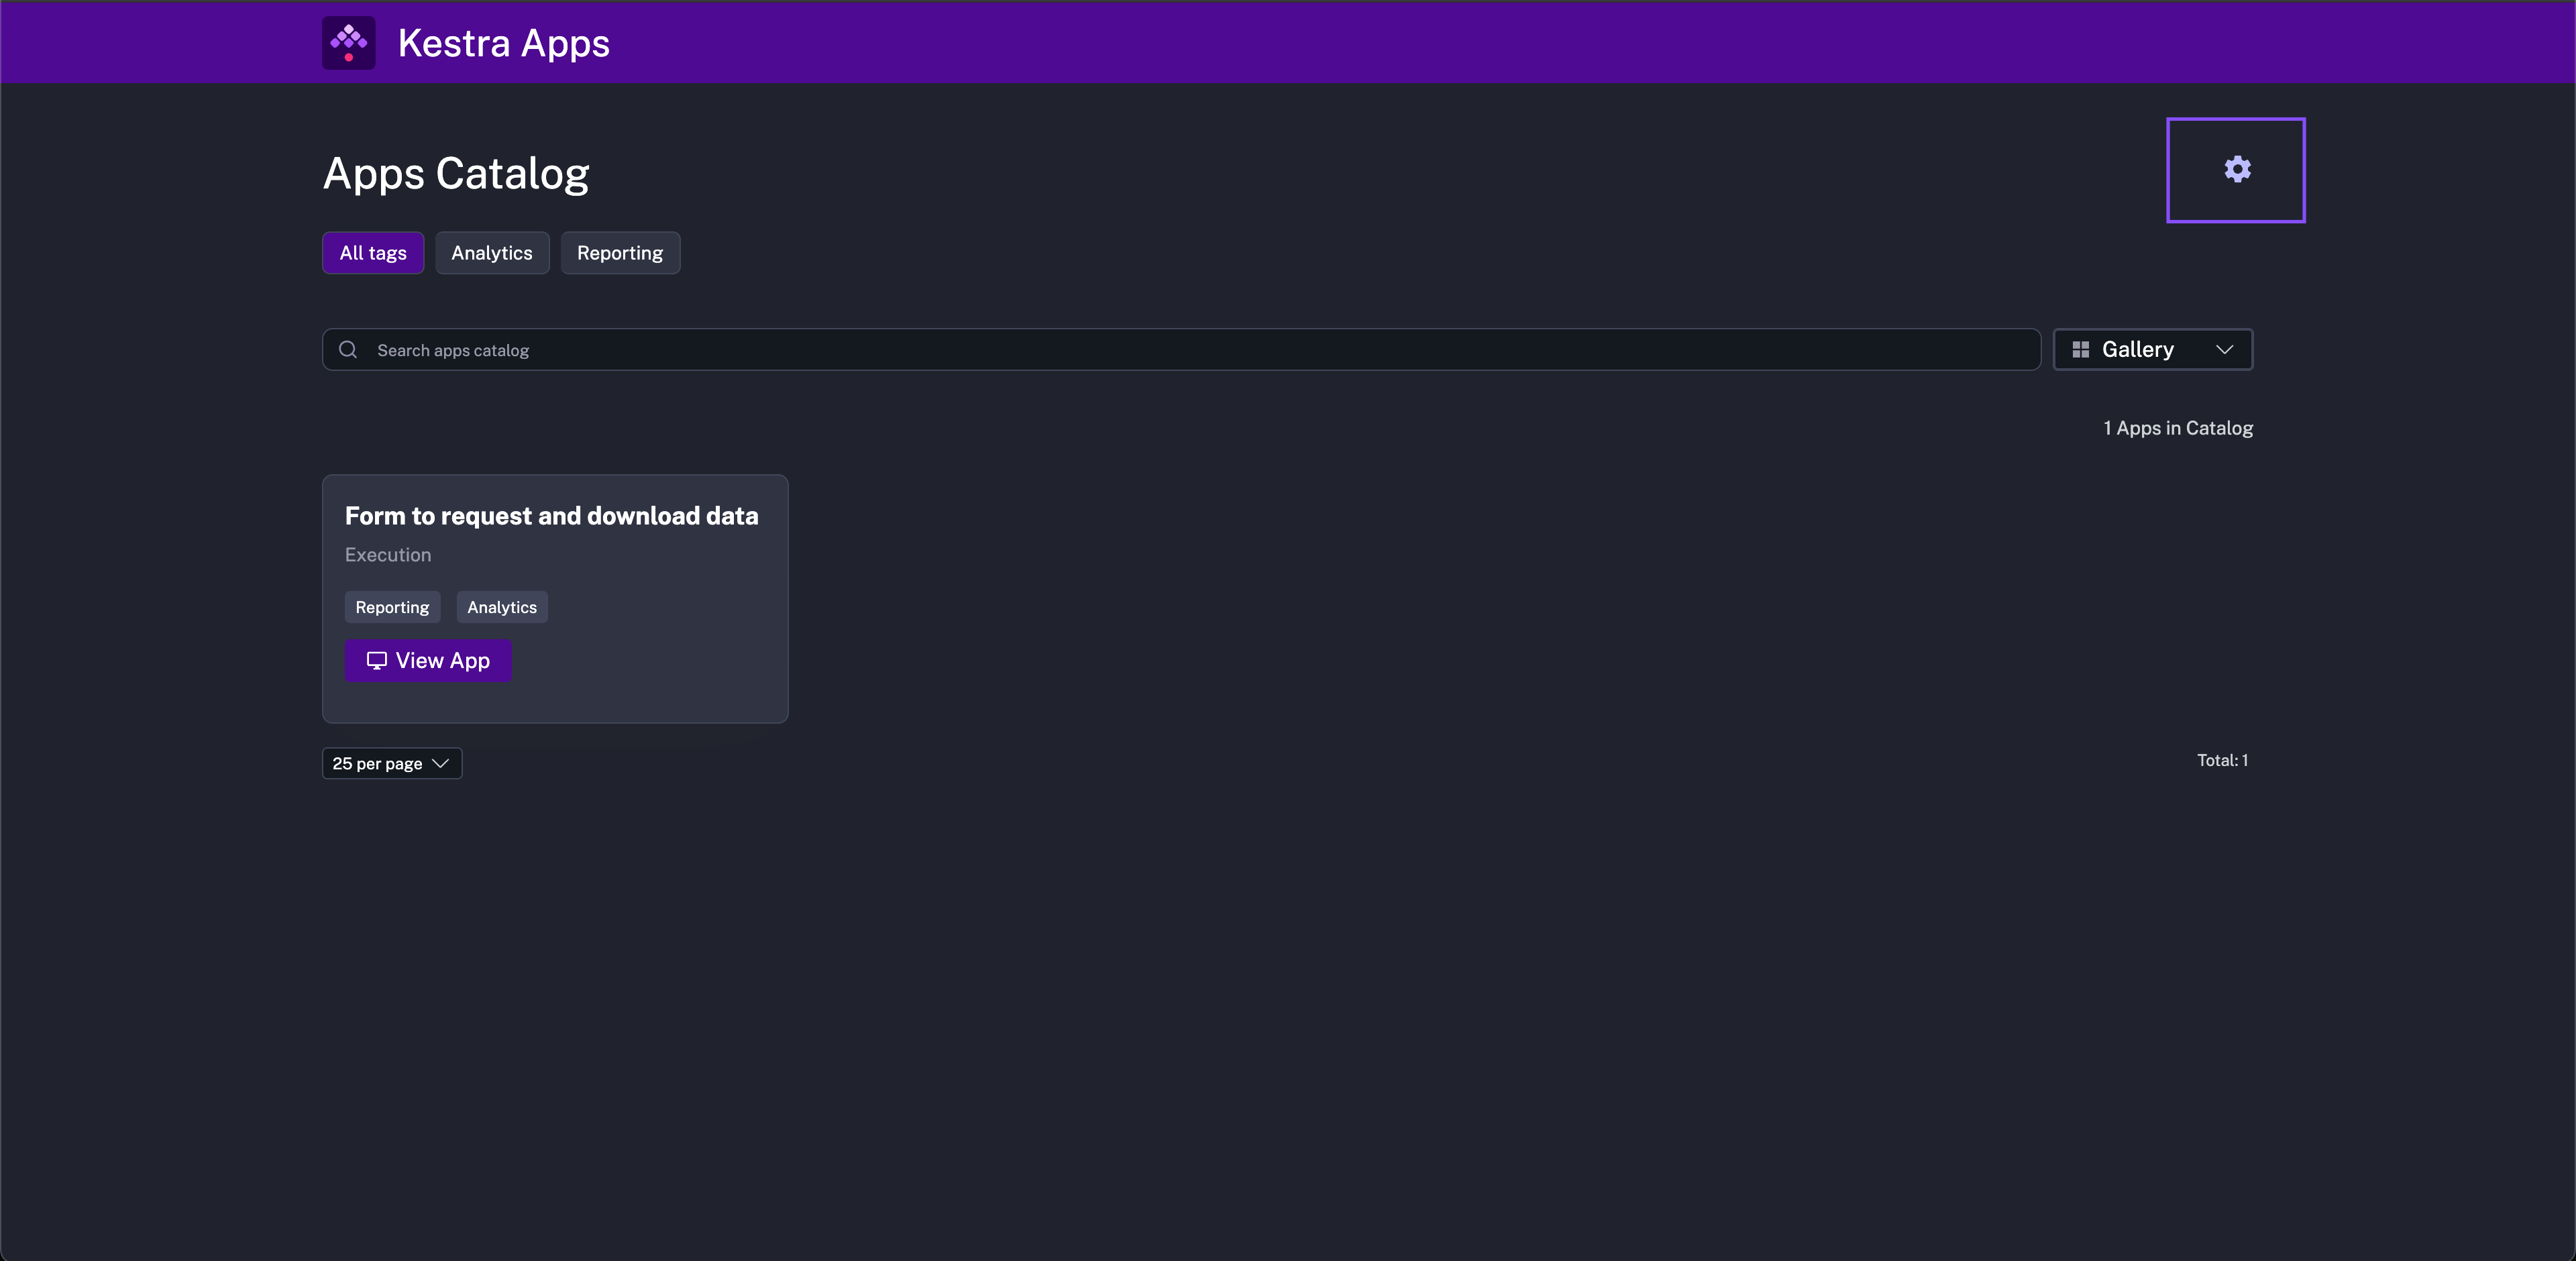 Kestra Apps
Apps Catalog
All tags Analytics Reporting
Search apps catalog Gallery
1 Apps in Catalog
Form to request and download data
Execution
Reporting Analytics
View App
25 per page Total: 1